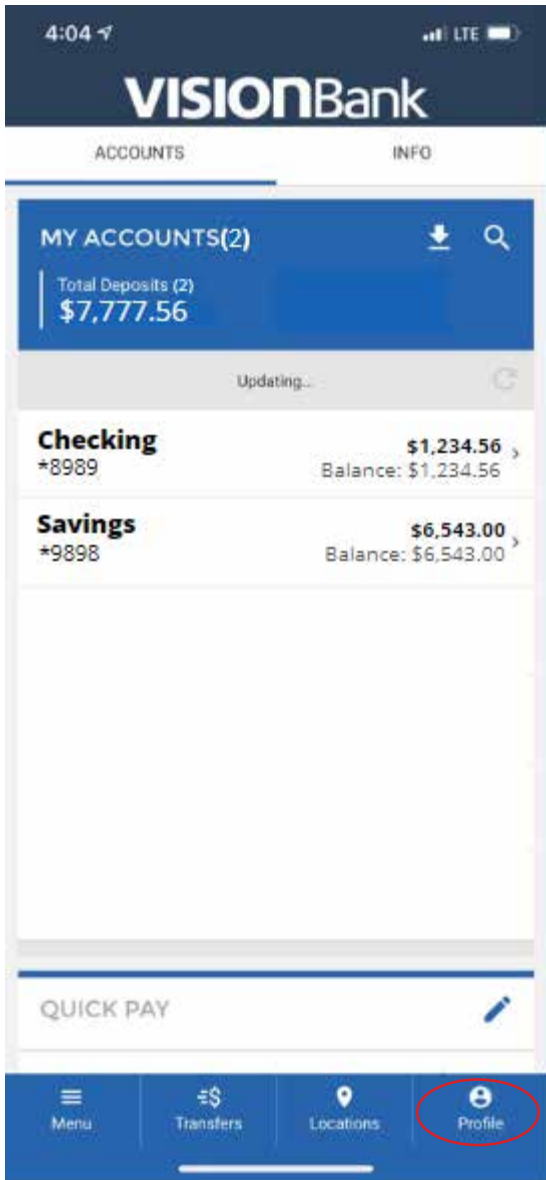 4:04
LTE
VISIONBank
ACCOUNTS INFO
MY ACCOUNTS(2)
Total Deposits (2)
$7,777.56
Updating...
Checking
$1,234.56
*8989
Balance: $1,234.56
Savings
$6,543.00
*9898
Balance: $6,543.00
QUICK PAY
Menu Transfers Locations Profile